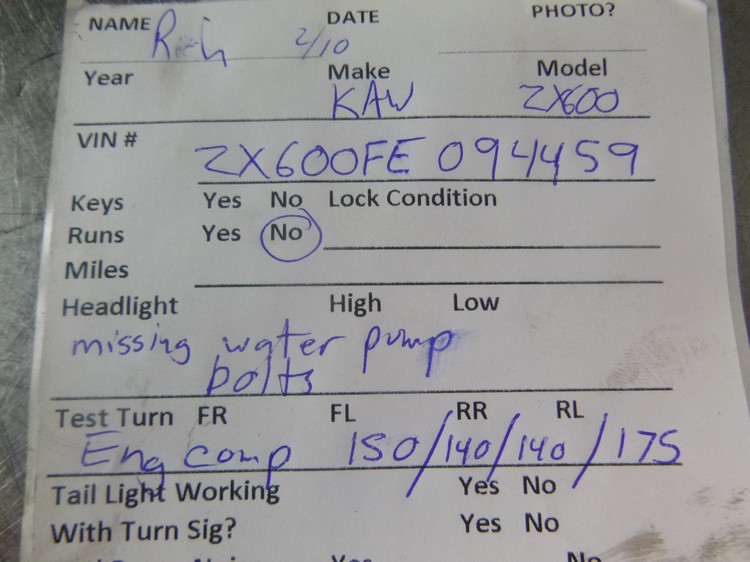 NAME Rich DATE 2/10 PHOTO?
Year Make KAW Model ZX600
VIN # ZX600FE 094459
Keys Yes No Lock Condition
Runs Yes No
Miles
Headlight High Low
missing water pump
bolts
Test Turn FR FL RR RL
Eng comp 150/140/140/175
Tail Light Working Yes No
With Turn Sig? Yes No
Yes No